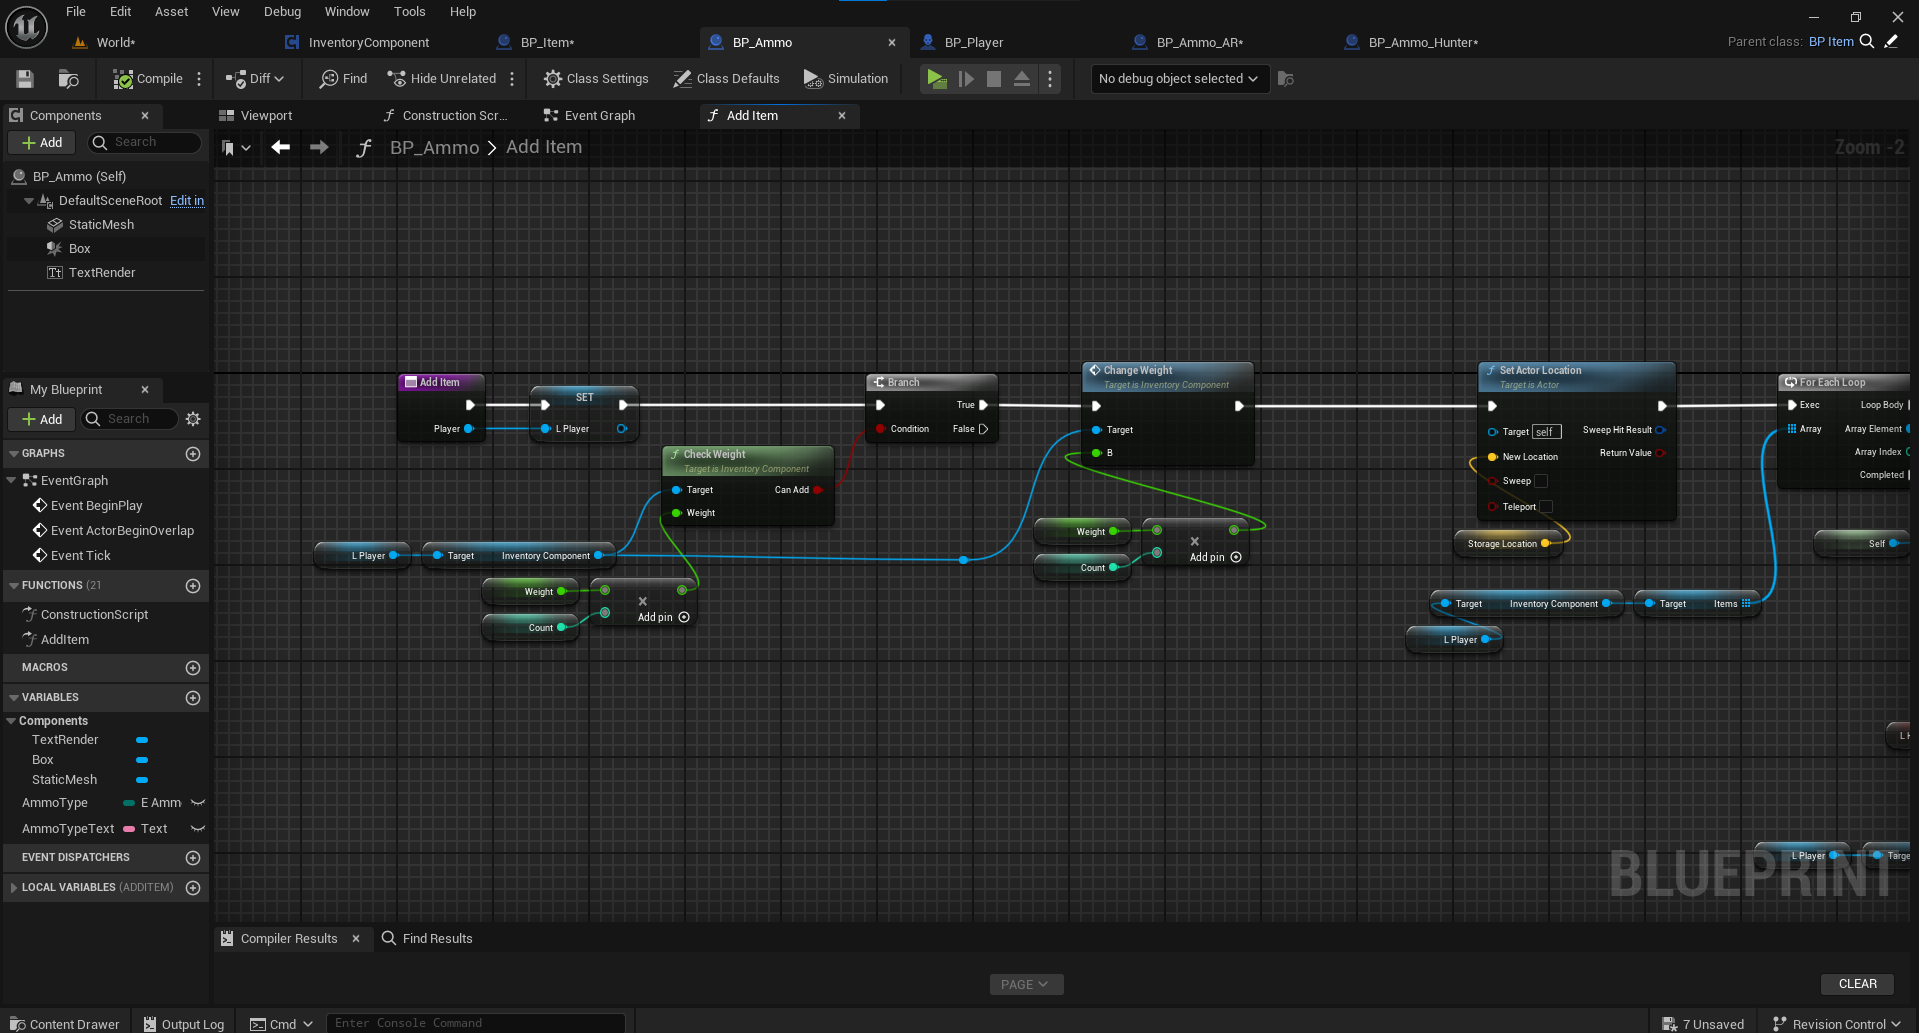 File Edit Asset View Debug Window Tools Help
World* InventoryComponent BP_Item* BP_Ammo BP_Player BP_Ammo_AR* BP_Ammo_Hunter* Parent class: BP Item
Compile Diff Find Hide Unrelated Class Settings Class Defaults Simulation No debug object selected
Components
Add Search
BP_Ammo (Self)
DefaultSceneRoot Edit in
StaticMesh
Box
TextRender
Viewport Construction Scr... Event Graph Add Item
BP_Ammo > Add Item
Zoom -2
My Blueprint
Add Search
GRAPHS
EventGraph
Event BeginPlay
Event ActorBeginOverlap
Event Tick
FUNCTIONS (21
ConstructionScript
AddItem
MACROS
VARIABLES
Components
TextRender
Box
StaticMesh
AmmoType E Amm
AmmoTypeText Text
EVENT DISPATCHERS
LOCAL VARIABLES (ADDITEM)
Add Item
Player
SET
L Player
Check Weight
Target is Inventory Component
Target Can Add
Weight
L Player
Target Inventory Component
Weight
Count
Add pin
Branch
True
Condition False
Change Weight
Target is Inventory Component
Target
B
Weight
Count
Add pin
Set Actor Location
Target is Actor
Target self Sweep Hit Result
New Location Return Value
Sweep
Teleport
Storage Location
Target Inventory Component
Target Items
L Player
For Each Loop
Exec Loop Body
Array Array Element
Array Index
Completed
Self
L Player
Targe
BLUEPRINT
Compiler Results Find Results
PAGE
CLEAR
Content Drawer Output Log Cmd Enter Console Command 7 Unsaved Revision Control